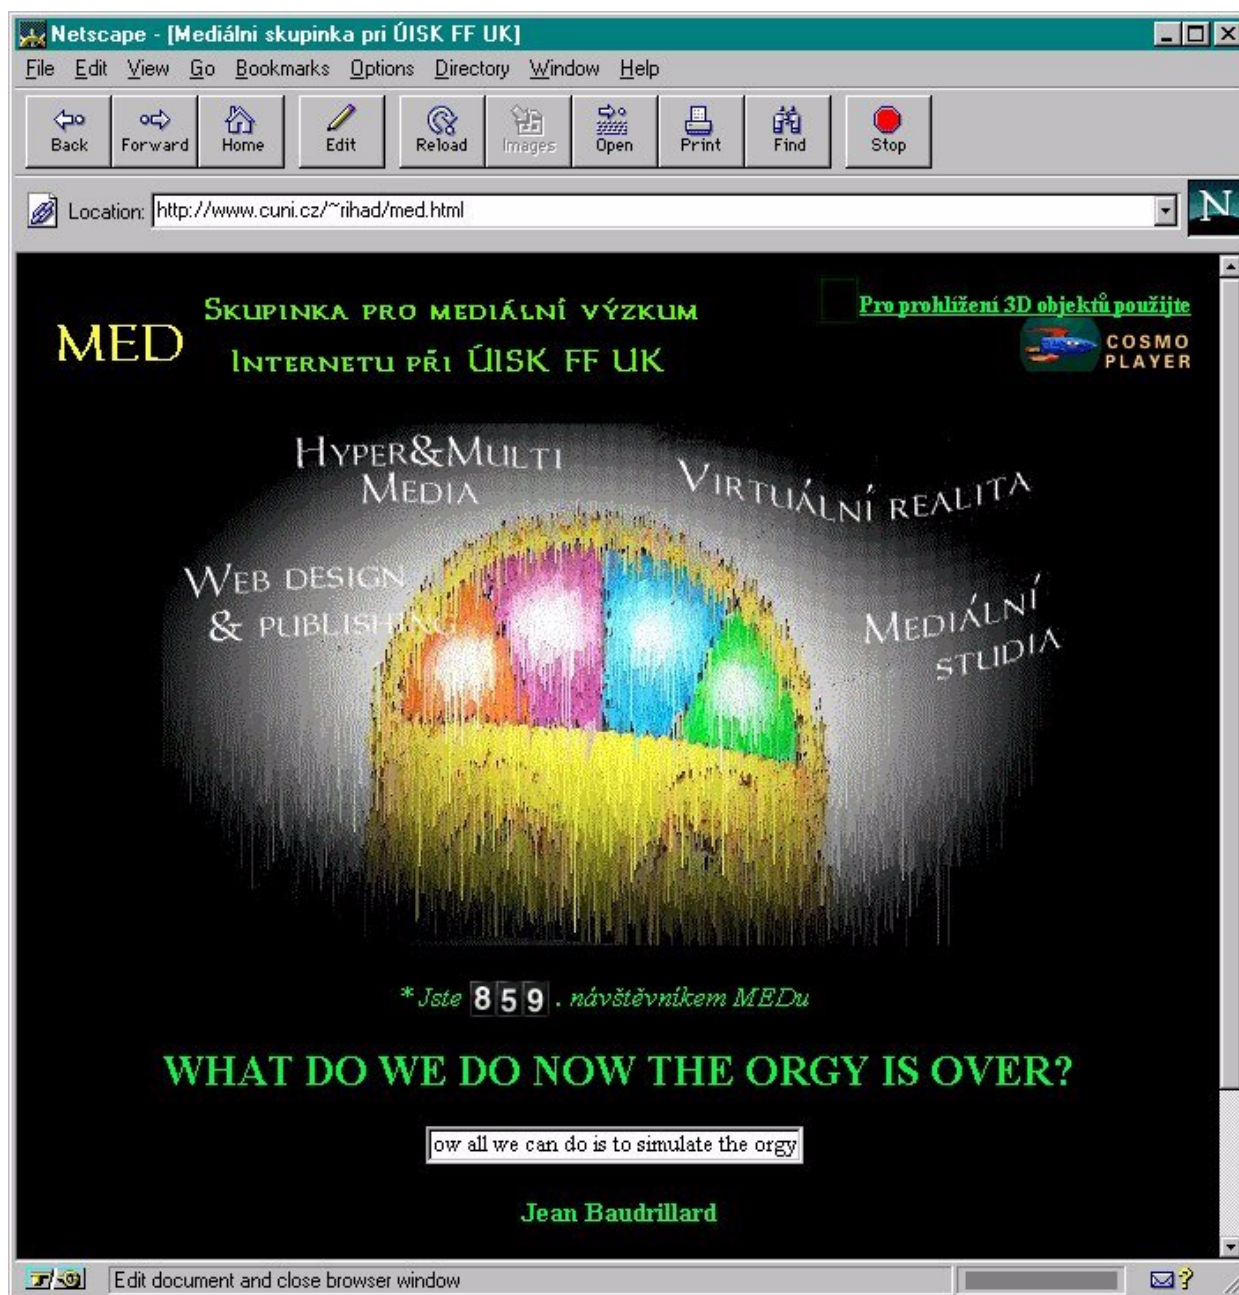 Netscape - [Mediálni skupinka pri ÚISK FF UK]
File Edit View Go Bookmarks Options Directory Window Help
Back Forward Home Edit Reload Images Open Print Find Stop
Location: http://www.cuni.cz/~rihad/med.html
N
MED
Skupinka pro mediální výzkum
Internetu při ÚISK FF UK
Pro prohlížení 3D objektů použijte
COSMO
PLAYER
Hyper&Multi
Media
Virtuální realita
Web design
& publishing
Mediální
studia
* Jste 859 . návštěvníkem MEDu
WHAT DO WE DO NOW THE ORGY IS OVER?
ow all we can do is to simulate the orgy
Jean Baudrillard
Edit document and close browser window
?